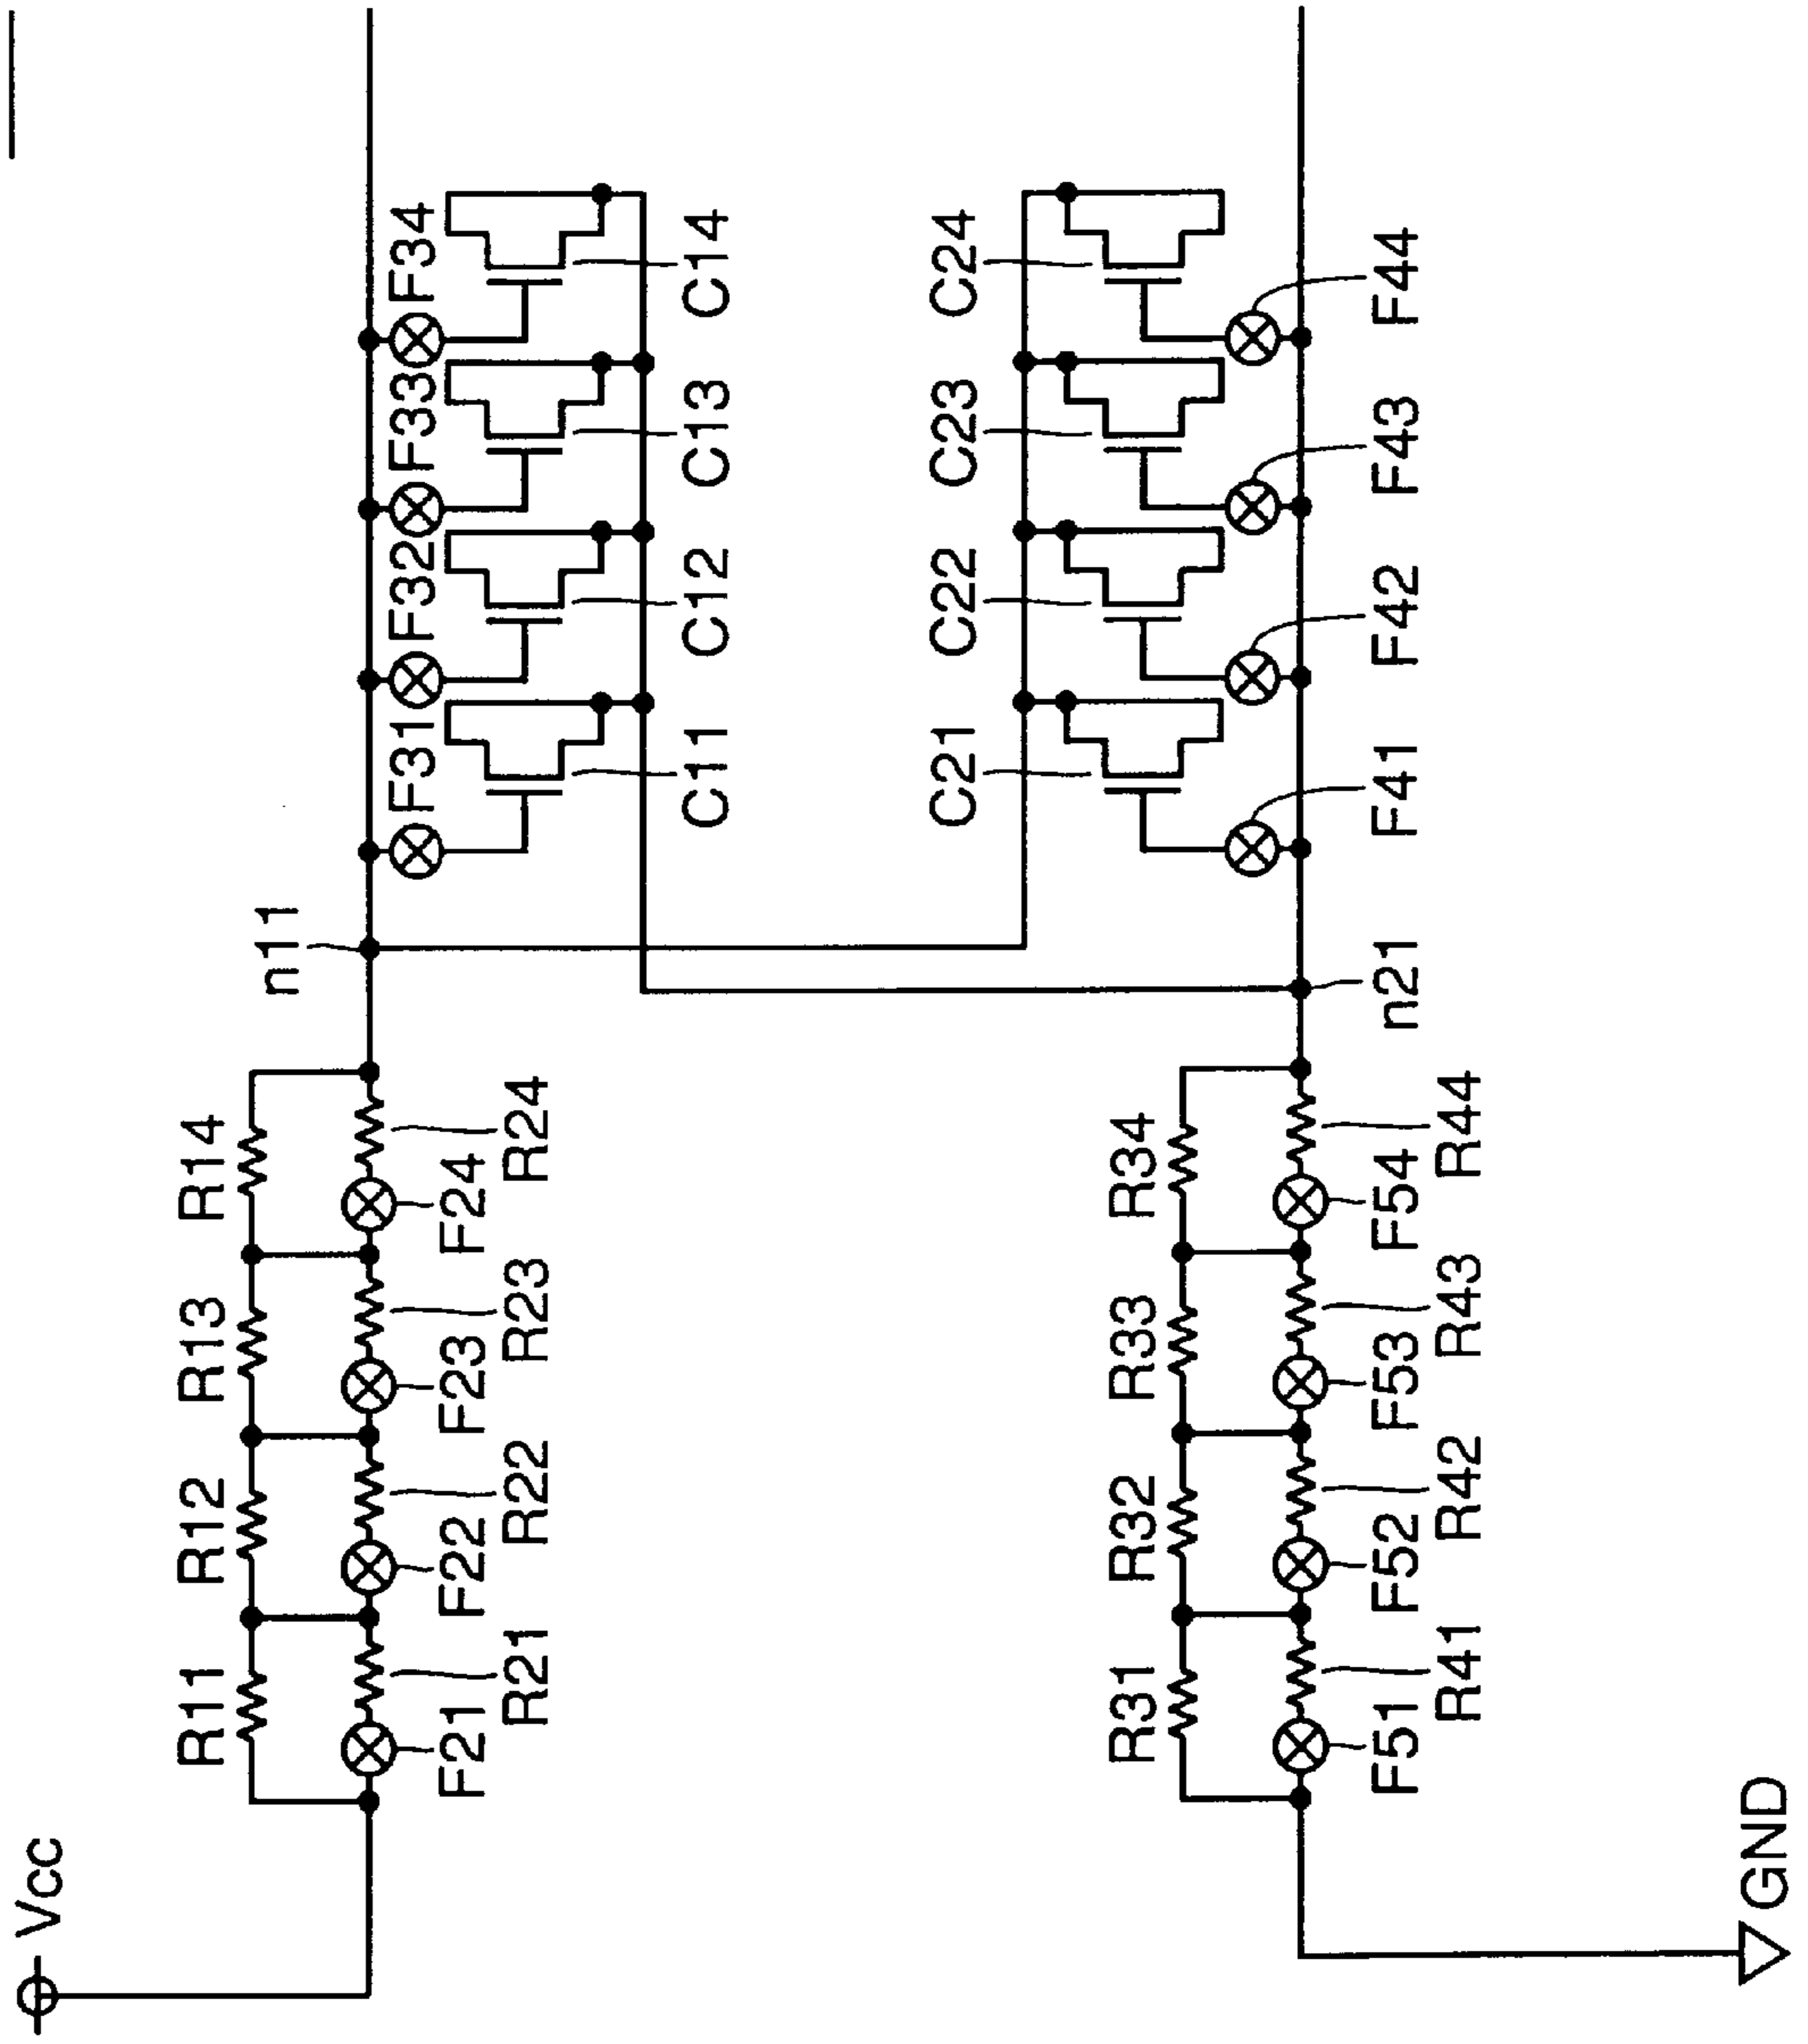 Vcc
R11 R12 R13 R14
F21 F22 F23 F24
R21 R22 R23 R24
n11
F31 F32 F33 F34
C11 C12 C13 C14
C21 C22 C23 C24
R31 R32 R33 R34
n21
F41 F42 F43 F44
F51 F52 F53 F54
R41 R42 R43 R44
GND